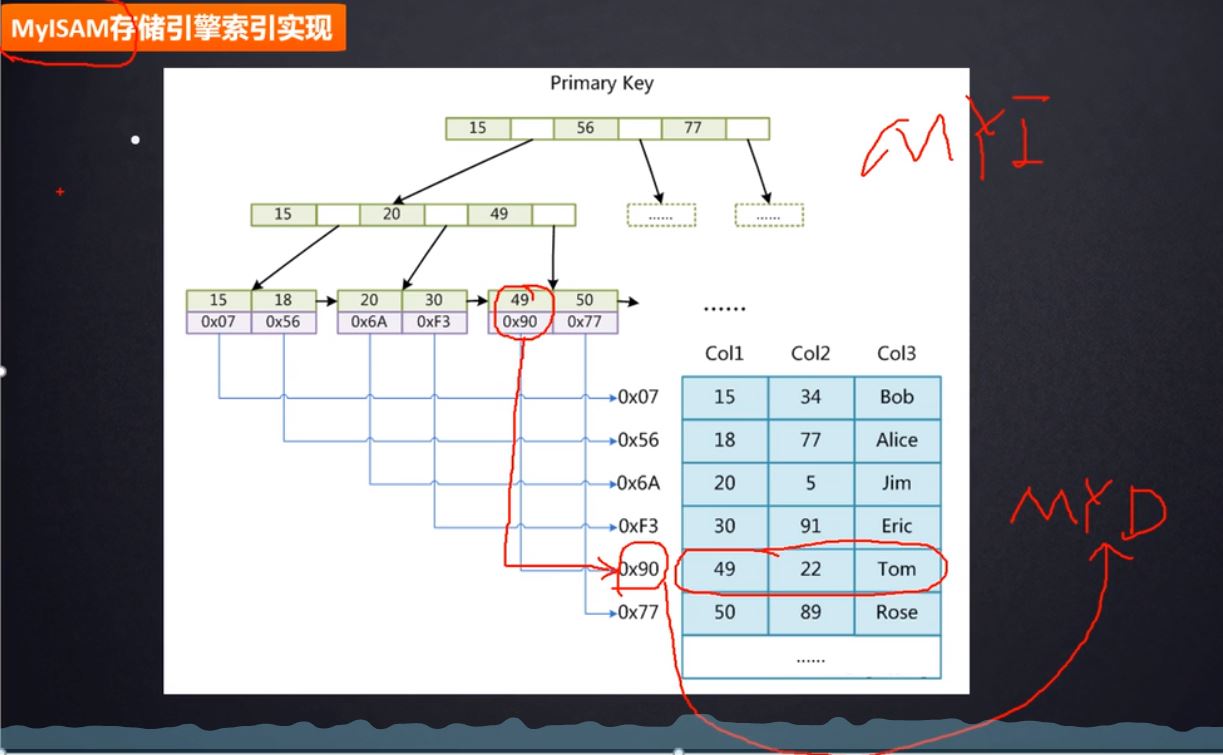 MyISAM存储引擎索引实现
Primary Key
MYI
15 56 77
15 20 49
...... ......
15 18 20 30 49 50
0x07 0x56 0x6A 0xF3 0x90 0x77
......
Col1 Col2 Col3
0x07 15 34 Bob
0x56 18 77 Alice
0x6A 20 5 Jim
MYD
0xF3 30 91 Eric
0x90 49 22 Tom
0x77 50 89 Rose
......